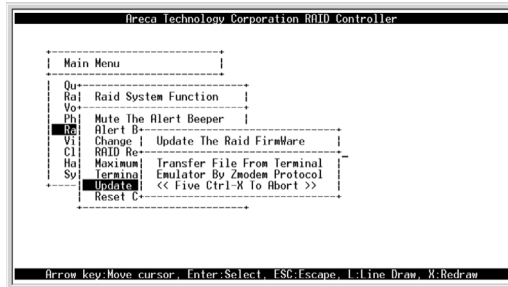 Areca Technology Corporation RAID Controller
Main Menu
Qu
Ra Raid System Function
Vo
Ph Mute The Alert Beeper
Ra Alert B
Vi Change Update The Raid FirmWare
Cl RAID Re
Ha Maximum Transfer File From Terminal
Sy Termina Emulator By Zmodem Protocol
Update << Five Ctrl-X To Abort >>
Reset C
Arrow key:Move cursor, Enter:Select, ESC:Escape, L:Line Draw, X:Redraw